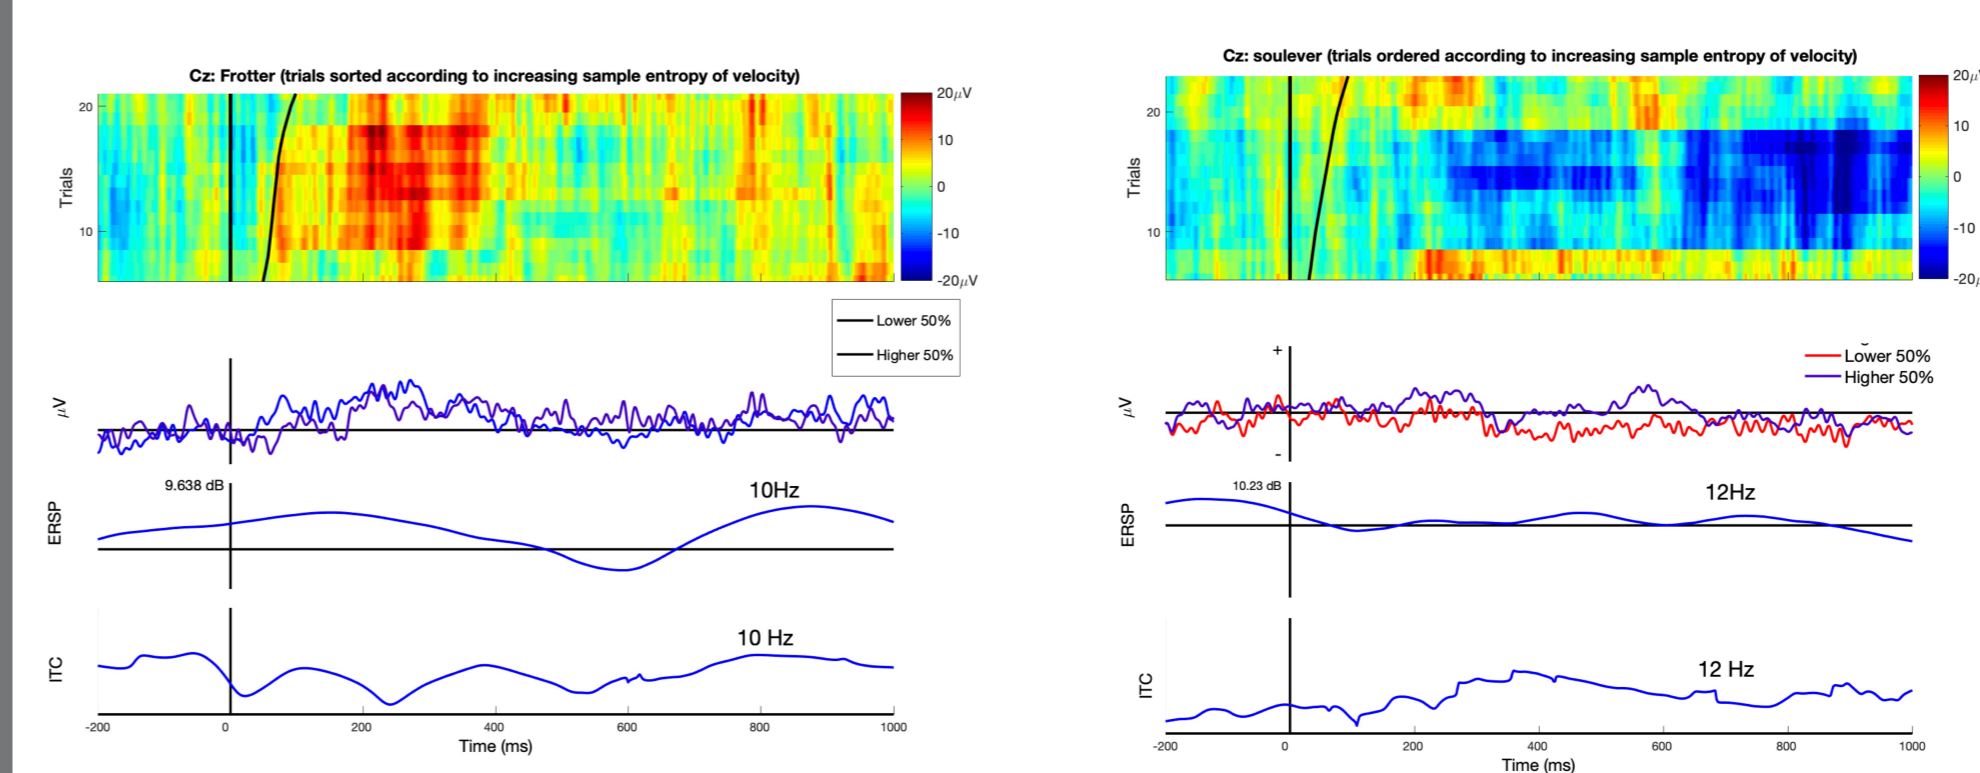 Cz: Frotter (trials sorted according to increasing sample entropy of velocity)
20
10
Trials
20μV
10
0
-10
-20μV
Lower 50%
Higher 50%
μV
9.638 dB
10Hz
ERSP
10 Hz
ITC
-200 0 200 400 600 800 1000
Time (ms)
Cz: soulever (trials ordered according to increasing sample entropy of velocity)
20
10
Trials
20μ
10
0
-10
-20μ
+
-
Lower 50%
Higher 50%
μV
10.23 dB
12Hz
ERSP
12 Hz
ITC
-200 0 200 400 600 800 1000
Time (ms)